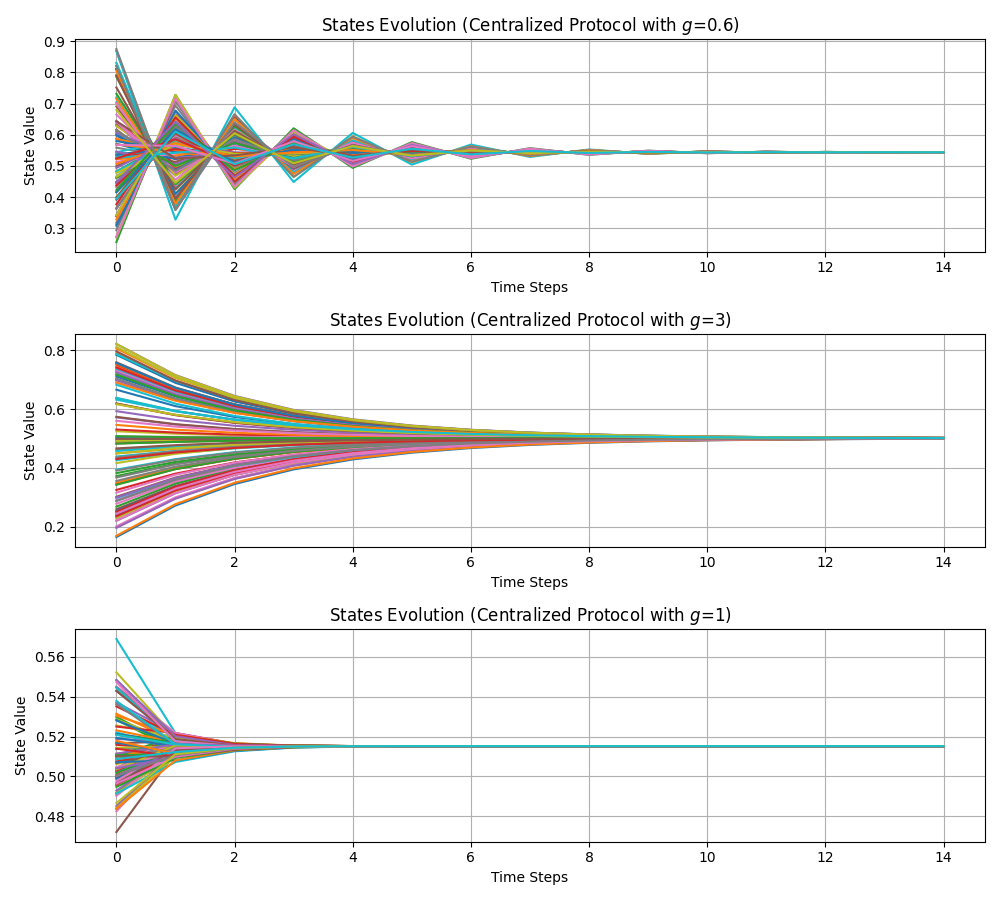 States Evolution (Centralized Protocol with g=0.6)
0.9
0.8
0.7
0.6
0.5
0.4
0.3
State Value
0 2 4 6 8 10 12 14
Time Steps
States Evolution (Centralized Protocol with g=3)
0.8
0.6
0.4
0.2
State Value
0 2 4 6 8 10 12 14
Time Steps
States Evolution (Centralized Protocol with g=1)
0.56
0.54
0.52
0.50
0.48
State Value
0 2 4 6 8 10 12 14
Time Steps